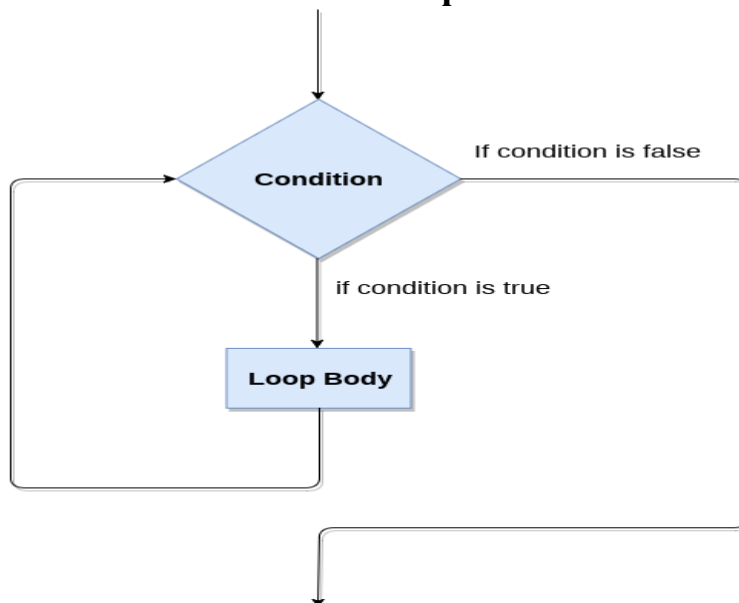 If condition is false
Condition
if condition is true
Loop Body